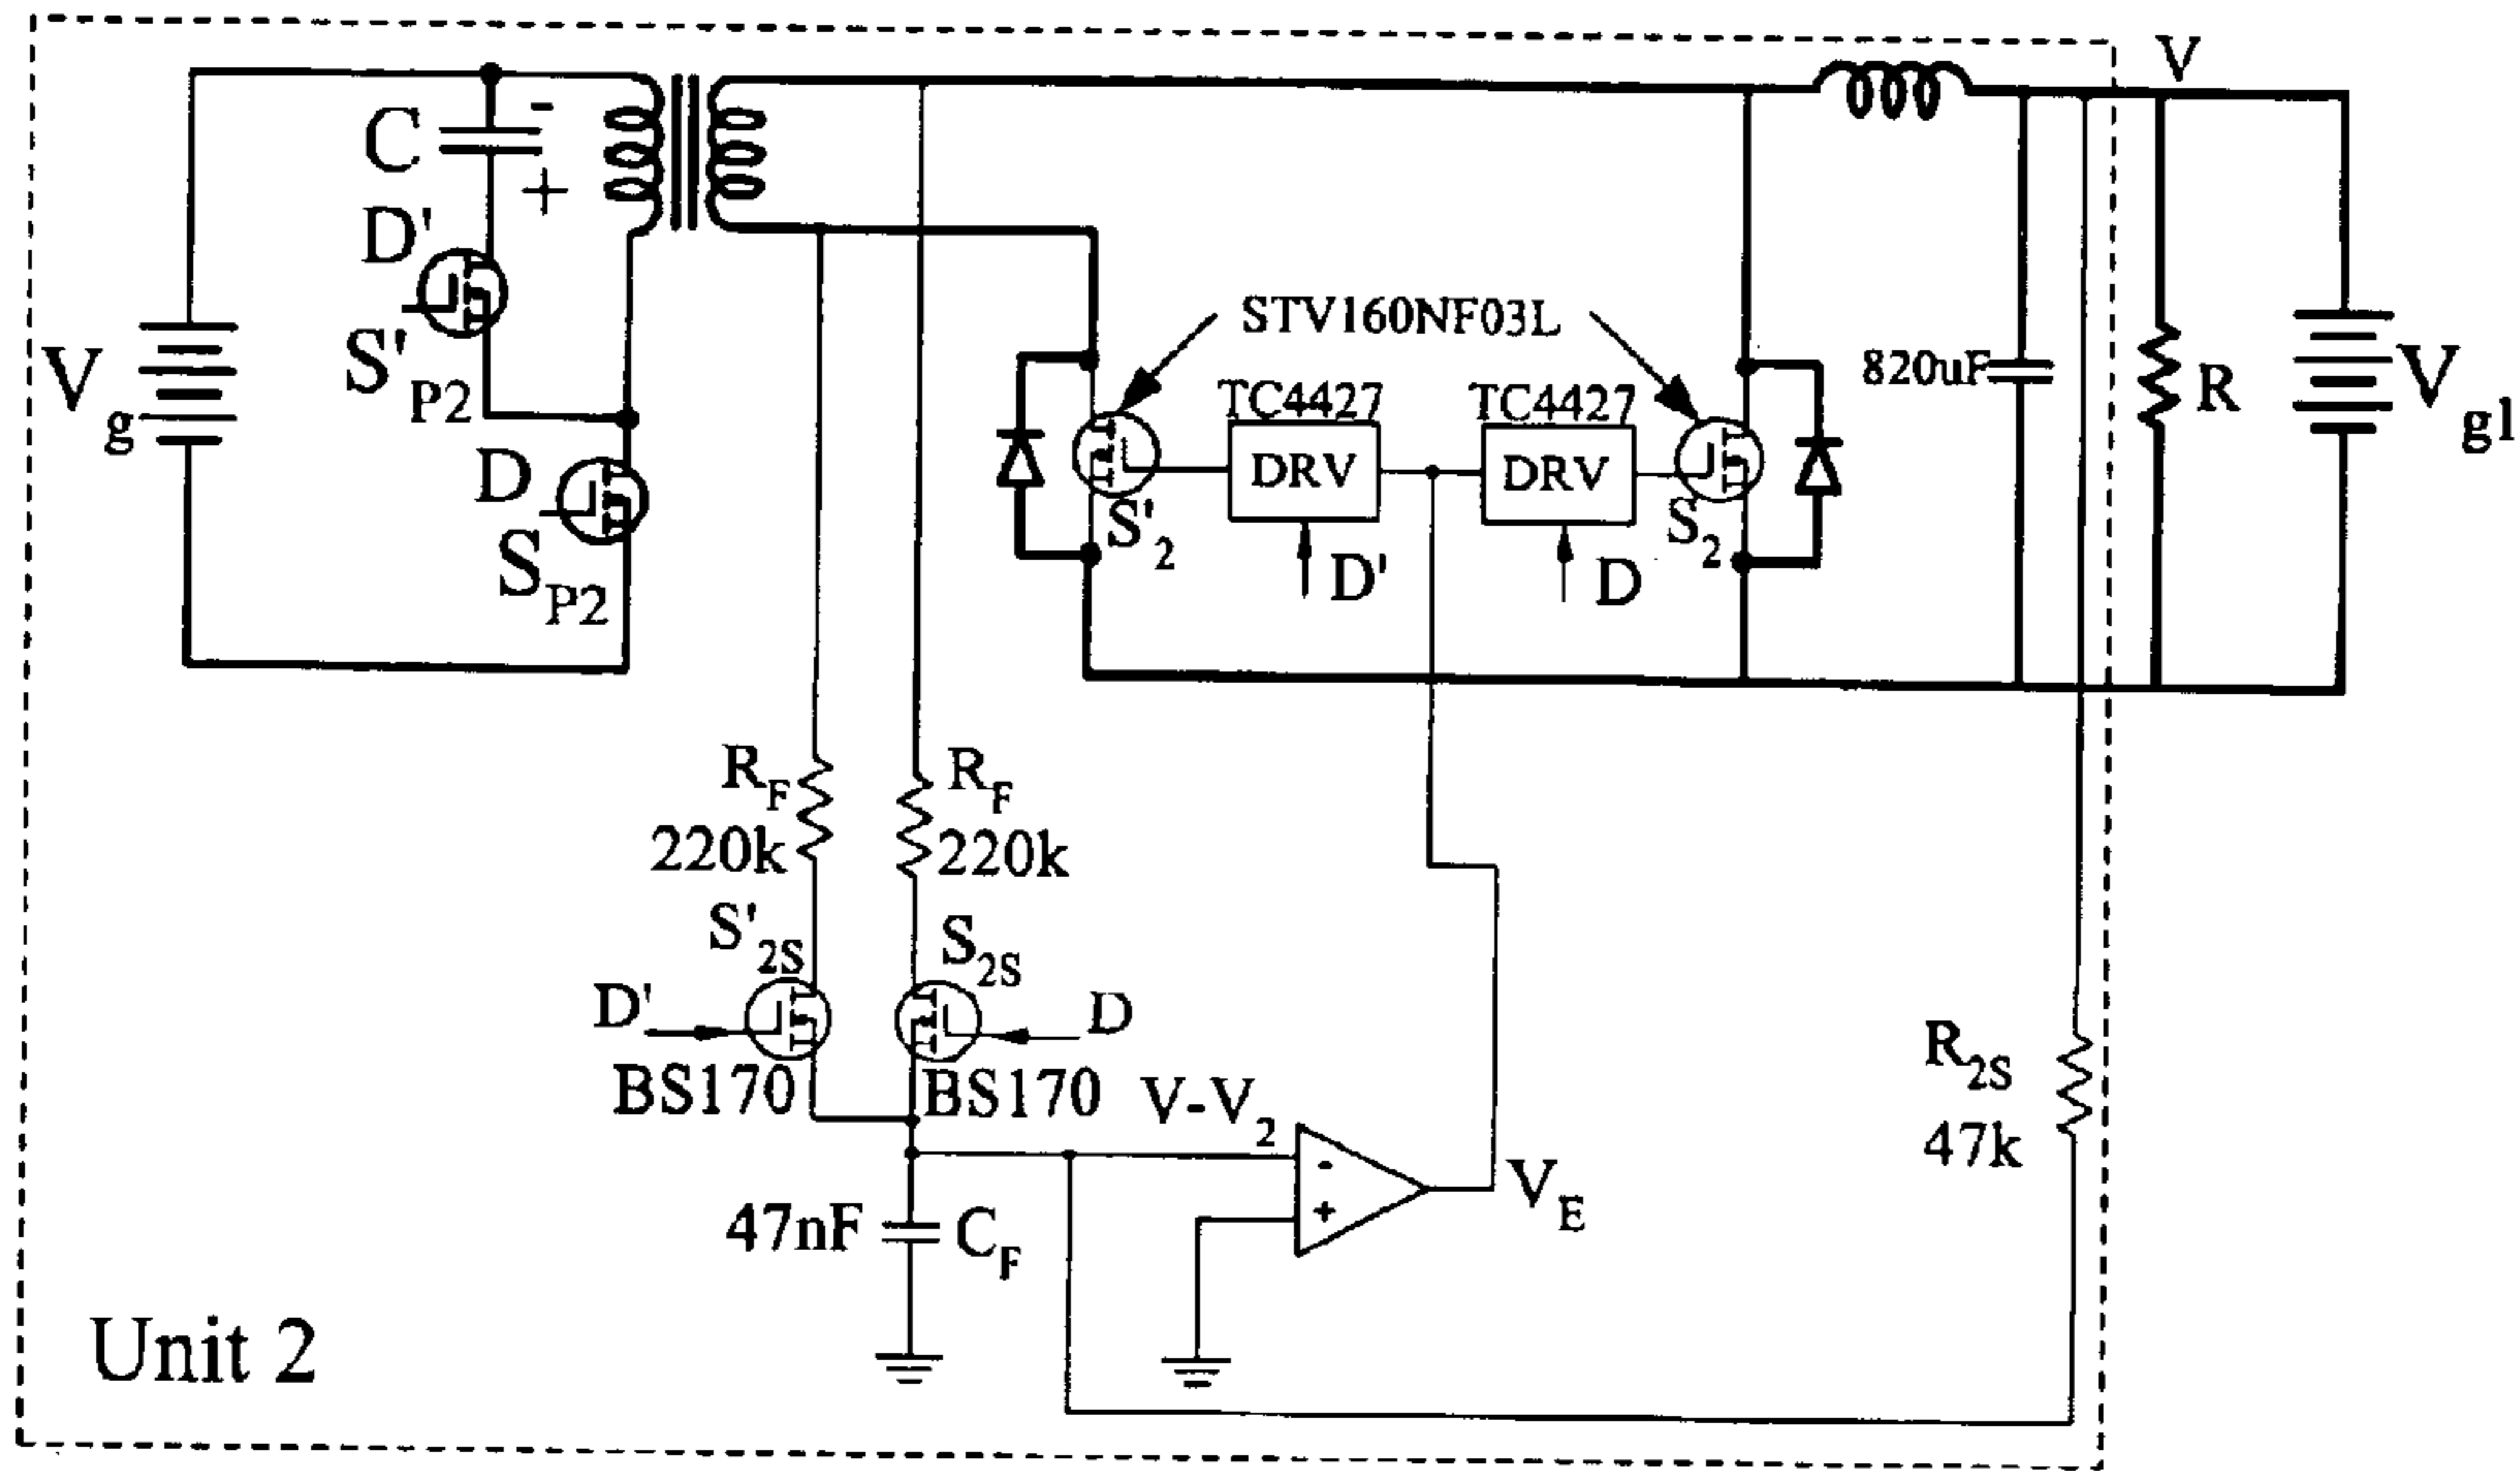 V
-
C
+
D'
S'P2
Vg
D
SP2
STV160NF03L
TC4427
TC4427
DRV
DRV
S'2
S2
D'
D
820uF
R
Vg1
RF
220k
RF
220k
S'2S
S2S
D'
D
BS170
BS170
V-V2
-
+
VE
47nF
CF
R2S
47k
Unit 2